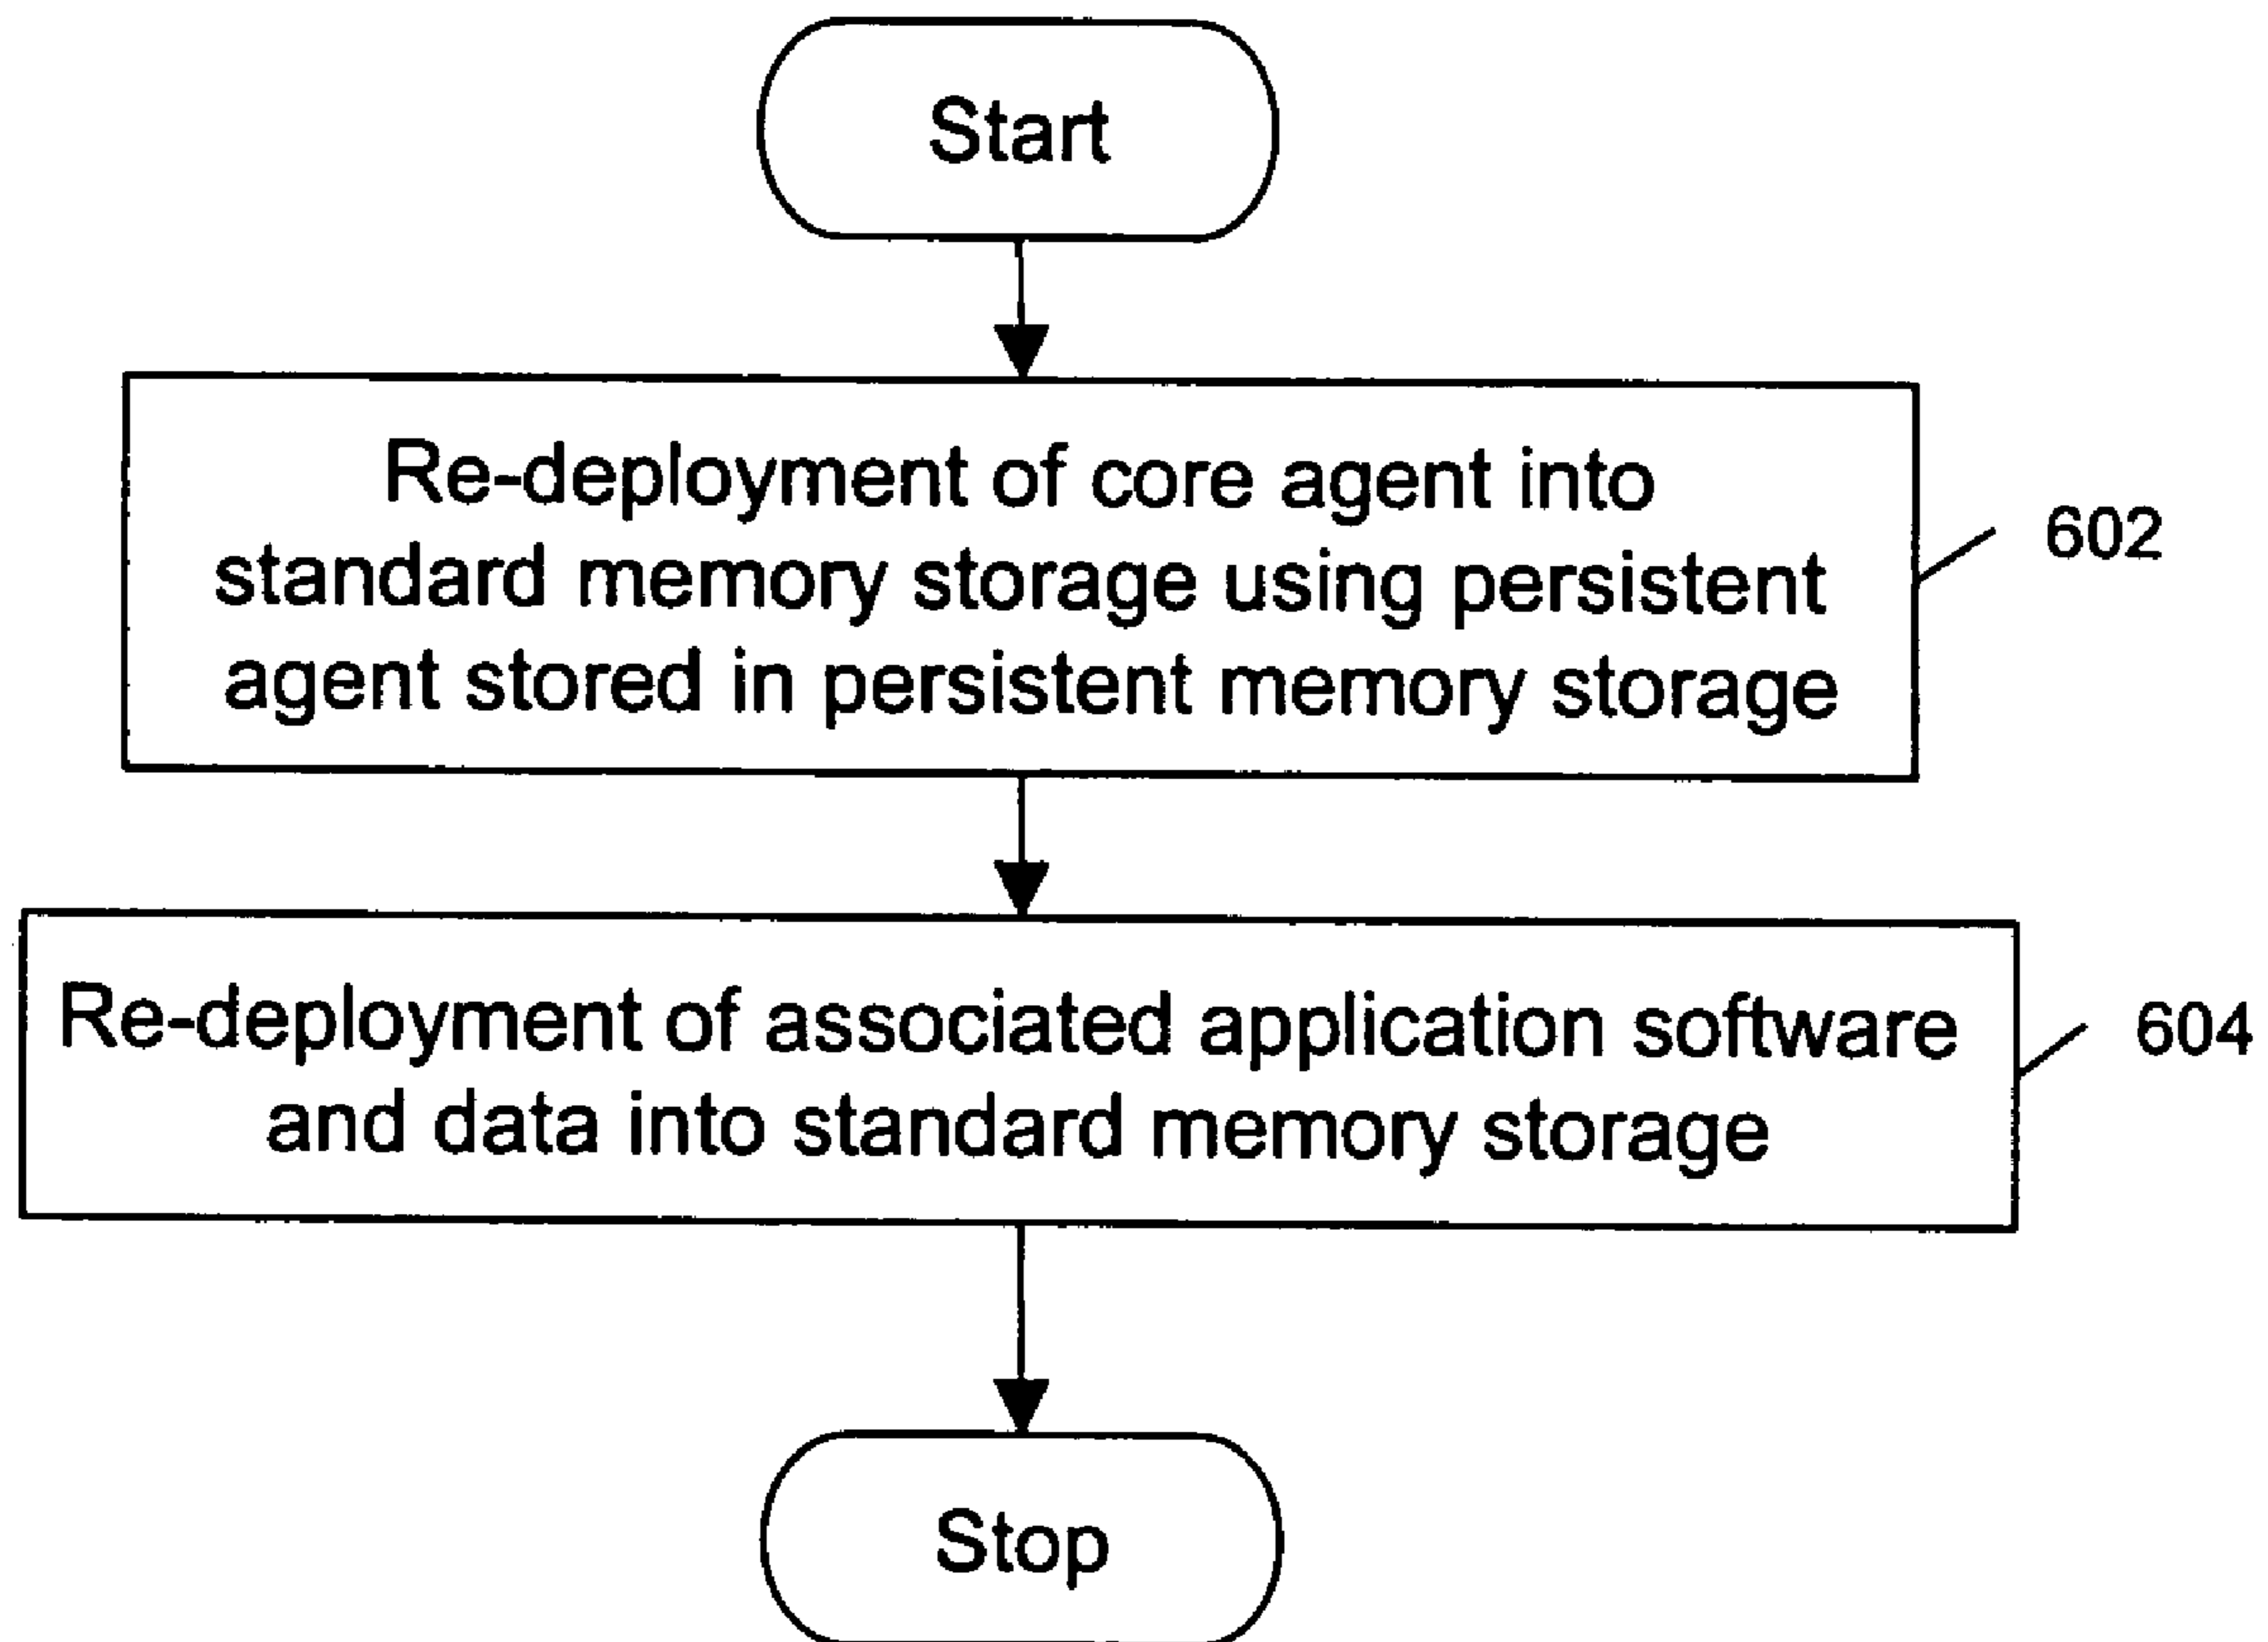 Start
Re-deployment of core agent into
standard memory storage using persistent
agent stored in persistent memory storage
602
Re-deployment of associated application software
and data into standard memory storage
604
Stop